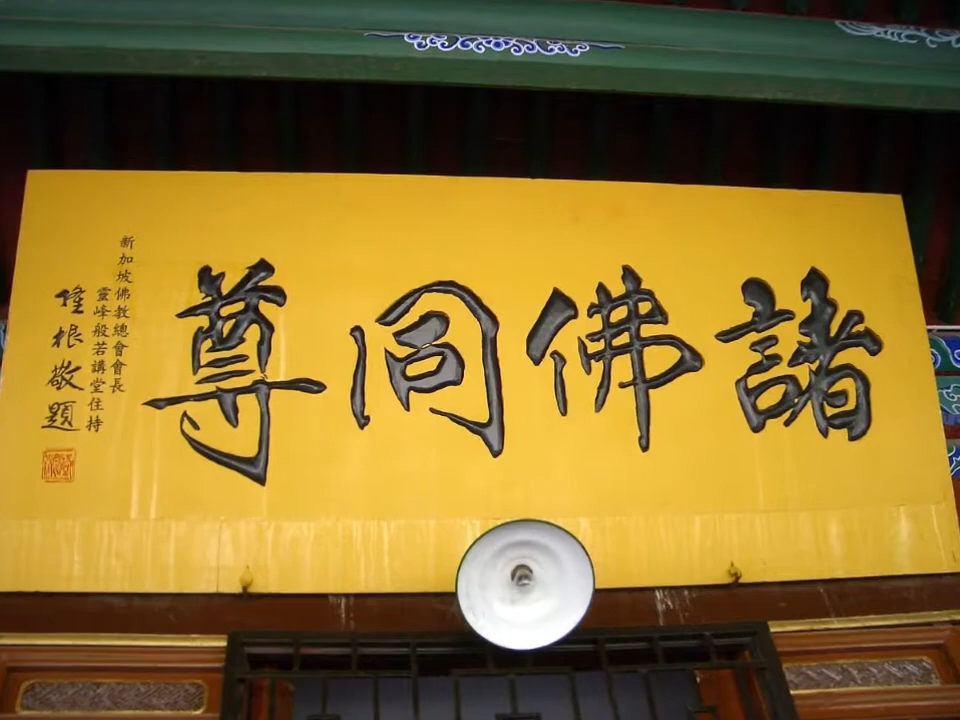 諸佛同尊
新加坡佛教總會會長
靈峰般若講堂住持
隆根敬題